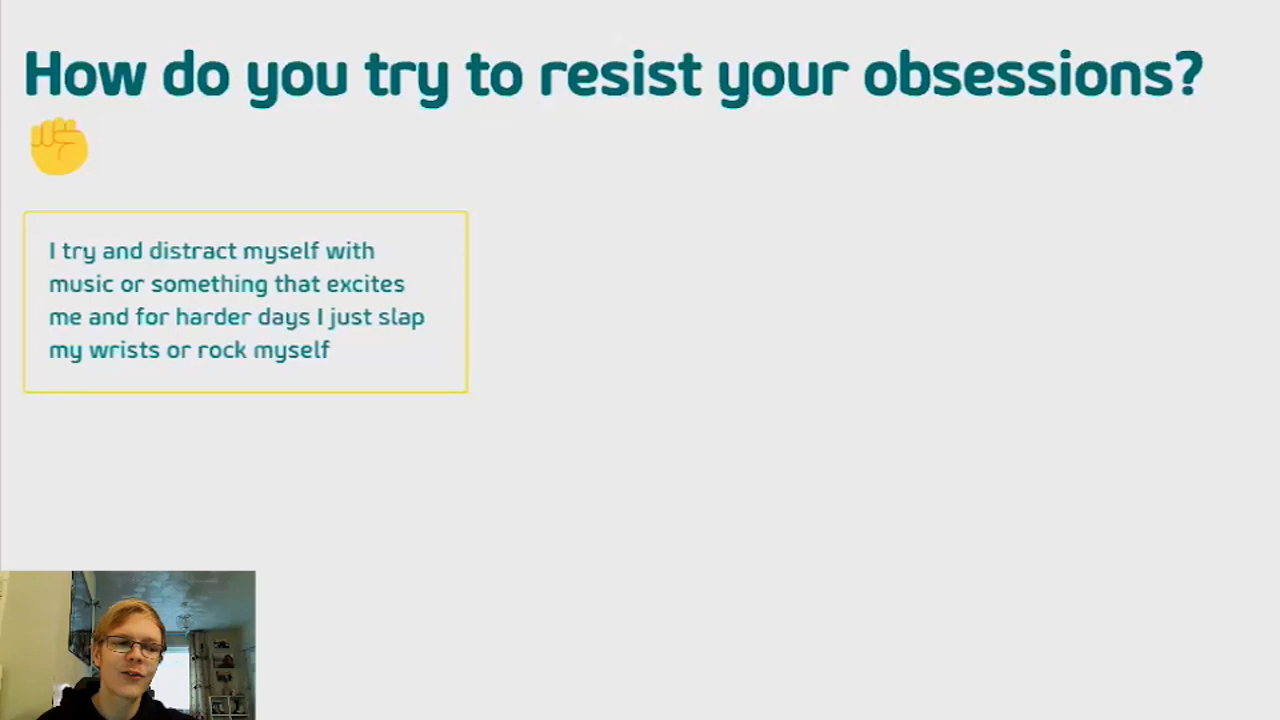 How do you try to resist your obsessions?
I try and distract myself with
music or something that excites
me and for harder days I just slap
my wrists or rock myself